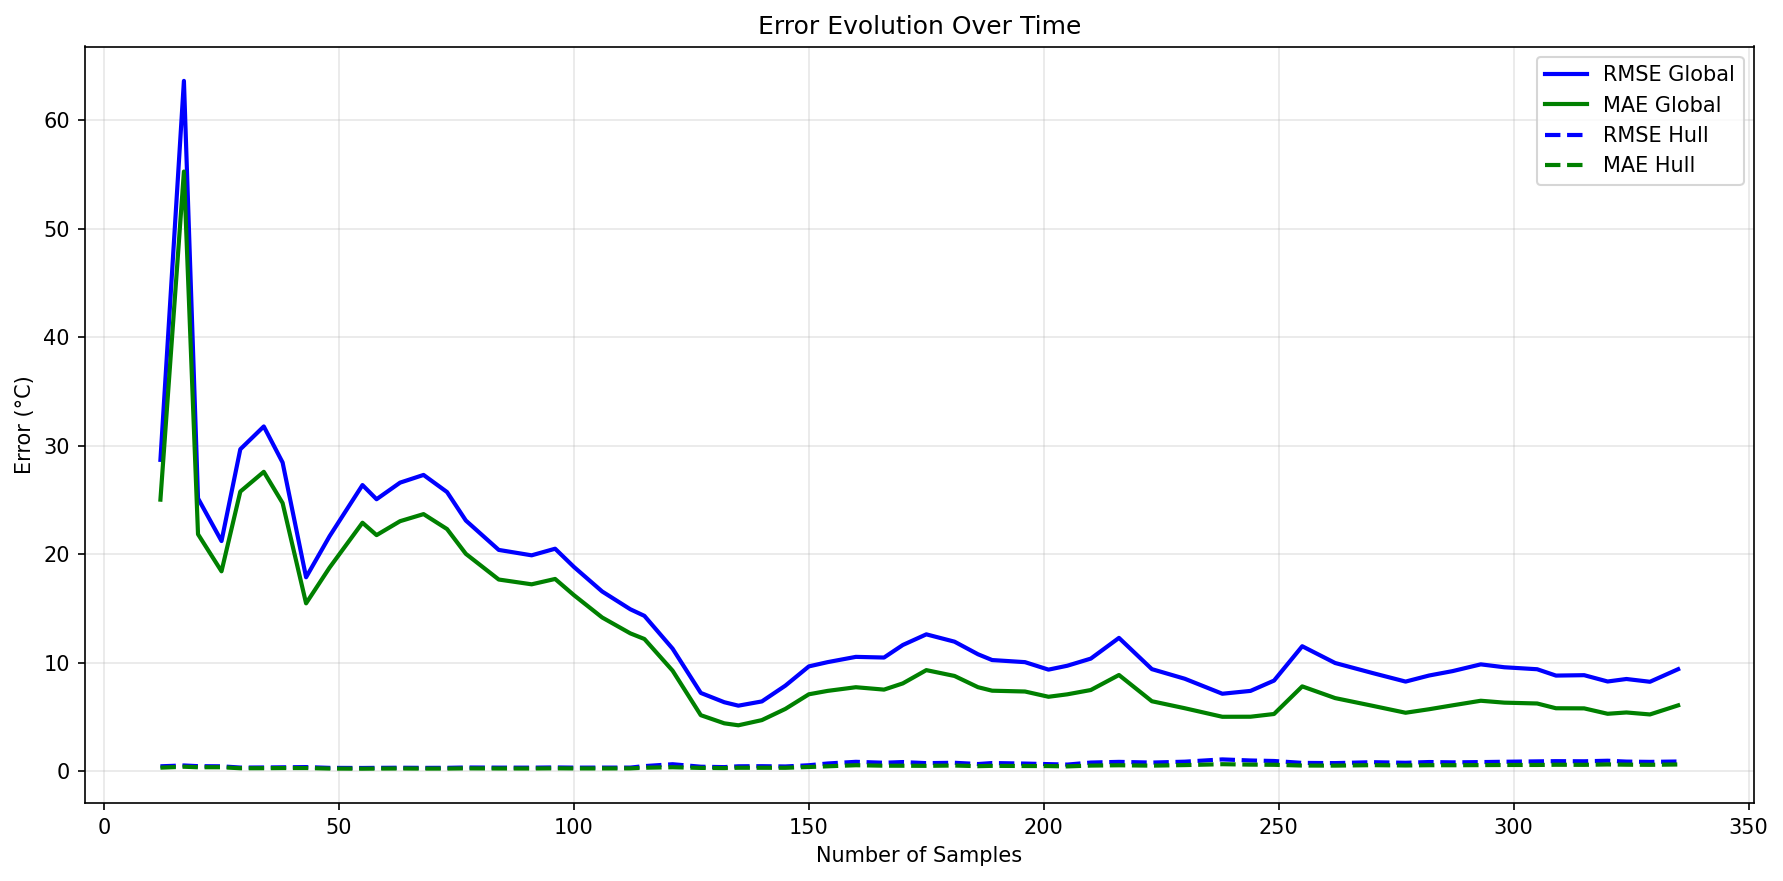 Error Evolution Over Time
RMSE Global
MAE Global
RMSE Hull
MAE Hull
Error (°C)
60
50
40
30
20
10
0
0 50 100 150 200 250 300 350
Number of Samples